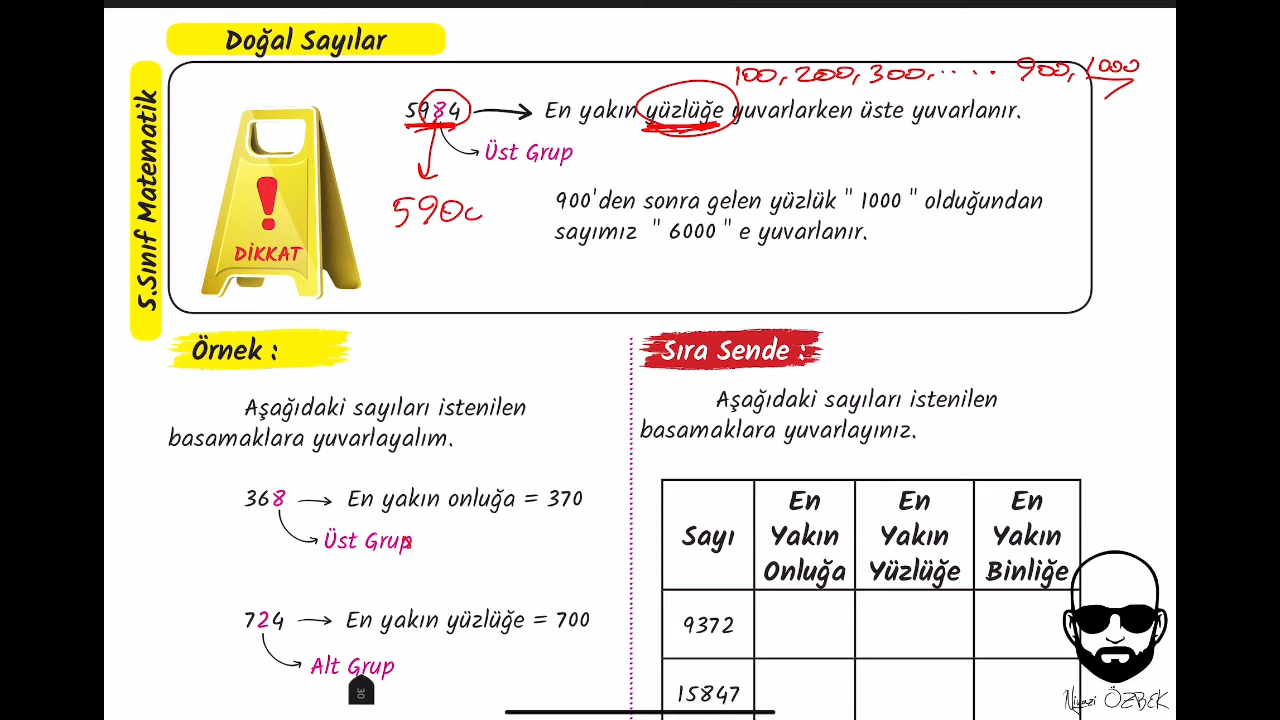 Doğal Sayılar
5.Sınıf Matematik
100, 200, 300, ..... 900, 1000
5984 En yakın yüzlüğe yuvarlarken üste yuvarlanır.
Üst Grup
5900
900'den sonra gelen yüzlük " 1000 " olduğundan
sayımız " 6000 " e yuvarlanır.
! DİKKAT
Örnek :
Aşağıdaki sayıları istenilen
basamaklara yuvarlayalım.
368 En yakın onluğa = 370
Üst Grup
724 En yakın yüzlüğe = 700
Alt Grup
30
Sıra Sende :
Aşağıdaki sayıları istenilen
basamaklara yuvarlayınız.
Sayı
En
Yakın
Onluğa
En
Yakın
Yüzlüğe
En
Yakın
Binliğe
9372
15847
Niyazi ÖZBEK